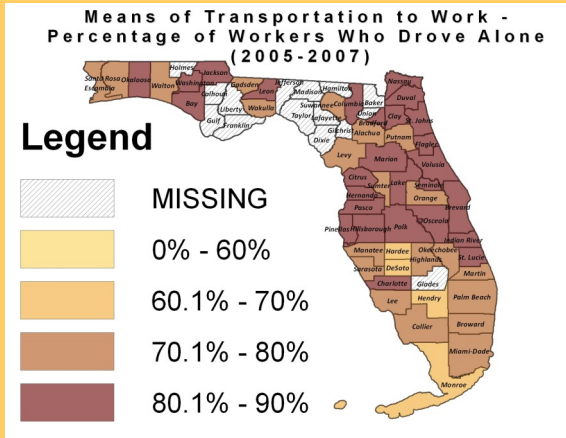 Means of Transportation to Work -
Percentage of Workers Who Drove Alone
(2005-2007)
Holmes
Jackson
Santa Rosa
Okaloosa
Walton
Washington
Escambia
Calhoun
Gadsden
Leon
Jefferson
Madison
Hamilton
Nassau
Bay
Liberty
Wakulla
Suwannee
Columbia
Baker
Duval
Gulf
Franklin
Taylor
Lafayette
Union
Bradford
Clay
St. Johns
Gilchrist
Alachua
Putnam
Dixie
Flagler
Levy
Marion
Volusia
Citrus
Sumter
Lake
Seminole
Hernando
Orange
Pasco
Brevard
Pinellas
Hillsborough
Polk
Osceola
Indian River
Manatee
Hardee
Okeechobee
Highlands
St. Lucie
Sarasota
DeSoto
Martin
Charlotte
Glades
Lee
Hendry
Palm Beach
Collier
Broward
Miami-Dade
Monroe
Legend
MISSING
0% - 60%
60.1% - 70%
70.1% - 80%
80.1% - 90%